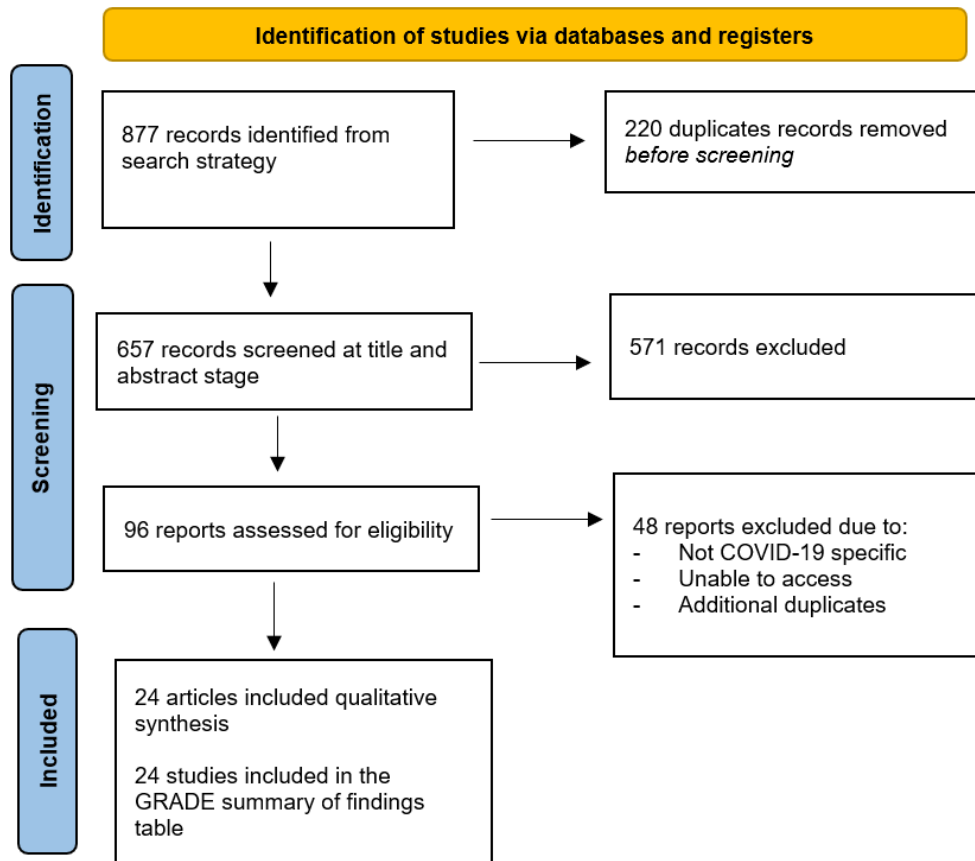 Identification of studies via databases and registers
Identification
877 records identified from
search strategy
220 duplicates records removed
before screening
Screening
657 records screened at title and
abstract stage
571 records excluded
96 reports assessed for eligibility
48 reports excluded due to:
- Not COVID-19 specific
- Unable to access
- Additional duplicates
Included
24 articles included qualitative
synthesis
24 studies included in the
GRADE summary of findings
table